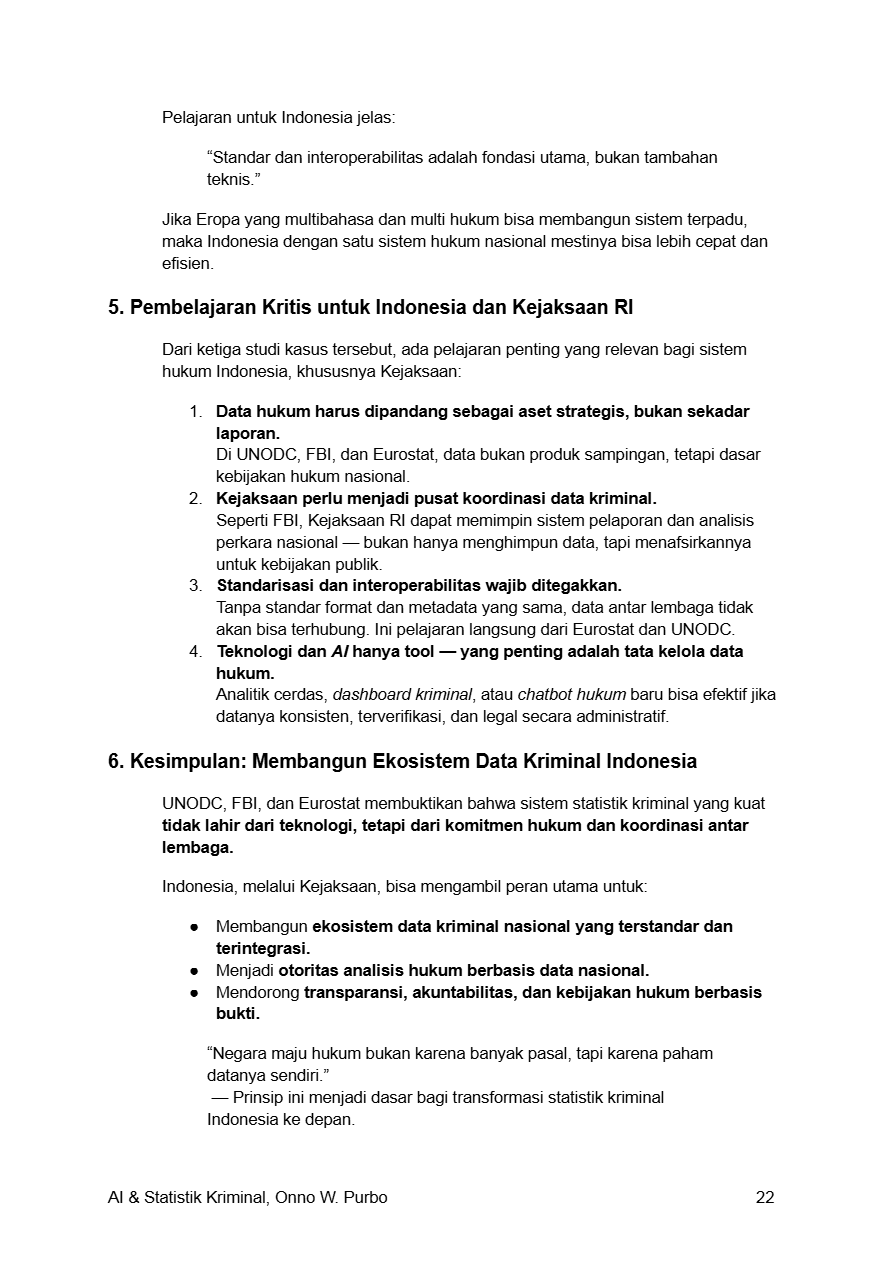 Pelajaran untuk Indonesia jelas:
“Standar dan interoperabilitas adalah fondasi utama, bukan tambahan
teknis.”
Jika Eropa yang multibahasa dan multi hukum bisa membangun sistem terpadu,
maka Indonesia dengan satu sistem hukum nasional mestinya bisa lebih cepat dan
efisien.
5. Pembelajaran Kritis untuk Indonesia dan Kejaksaan RI
Dari ketiga studi kasus tersebut, ada pelajaran penting yang relevan bagi sistem
hukum Indonesia, khususnya Kejaksaan:
1. Data hukum harus dipandang sebagai aset strategis, bukan sekadar
laporan.
Di UNODC, FBI, dan Eurostat, data bukan produk sampingan, tetapi dasar
kebijakan hukum nasional.
2. Kejaksaan perlu menjadi pusat koordinasi data kriminal.
Seperti FBI, Kejaksaan RI dapat memimpin sistem pelaporan dan analisis
perkara nasional — bukan hanya menghimpun data, tapi menafsirkannya
untuk kebijakan publik.
3. Standarisasi dan interoperabilitas wajib ditegakkan.
Tanpa standar format dan metadata yang sama, data antar lembaga tidak
akan bisa terhubung. Ini pelajaran langsung dari Eurostat dan UNODC.
4. Teknologi dan AI hanya tool — yang penting adalah tata kelola data
hukum.
Analitik cerdas, dashboard kriminal, atau chatbot hukum baru bisa efektif jika
datanya konsisten, terverifikasi, dan legal secara administratif.
6. Kesimpulan: Membangun Ekosistem Data Kriminal Indonesia
UNODC, FBI, dan Eurostat membuktikan bahwa sistem statistik kriminal yang kuat
tidak lahir dari teknologi, tetapi dari komitmen hukum dan koordinasi antar
lembaga.
Indonesia, melalui Kejaksaan, bisa mengambil peran utama untuk:
● Membangun ekosistem data kriminal nasional yang terstandar dan
terintegrasi.
● Menjadi otoritas analisis hukum berbasis data nasional.
● Mendorong transparansi, akuntabilitas, dan kebijakan hukum berbasis
bukti.
“Negara maju hukum bukan karena banyak pasal, tapi karena paham
datanya sendiri.”
— Prinsip ini menjadi dasar bagi transformasi statistik kriminal
Indonesia ke depan.
AI & Statistik Kriminal, Onno W. Purbo 22